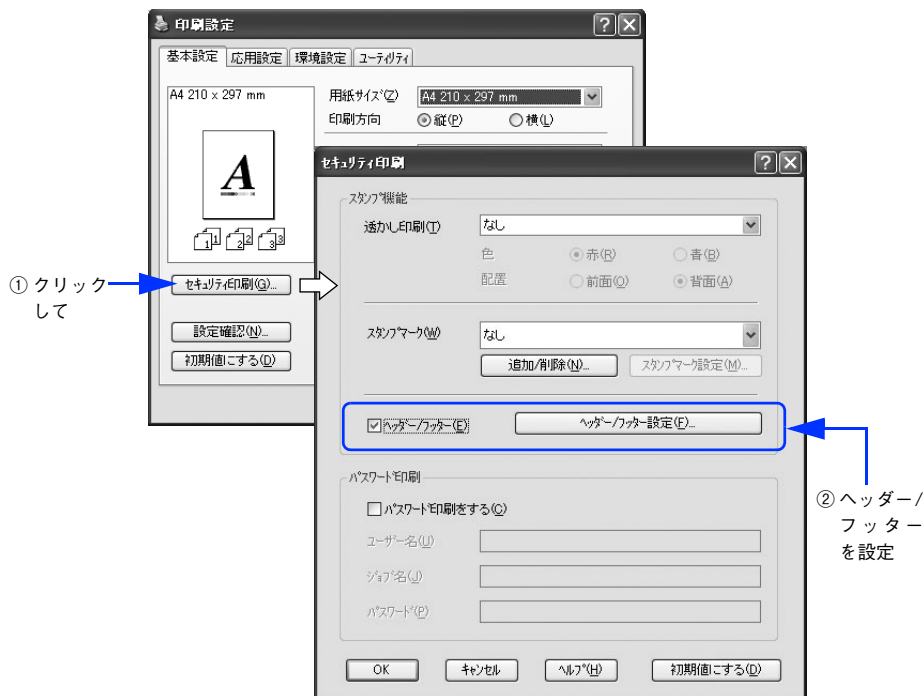 印刷設定
基本設定 応用設定 環境設定 ユーティリティ
A4 210 x 297 mm
用紙サイズ(Z) A4 210 x 297 mm
印刷方向 縦(P) 横(L)
A
1 1 2 2 3 3
セキュリティ印刷(G)...
設定確認(N)...
初期値にする(D)
① クリック
して
セキュリティ印刷
スタンプ機能
透かし印刷(T) なし
色 赤(R) 青(B)
配置 前面(O) 背面(A)
スタンプマーク(W) なし
追加/削除(N)... スタンプマーク設定(M)...
ヘッダー/フッター(E) ヘッダー/フッター設定(F)...
パスワード印刷
パスワード印刷をする(C)
ユーザー名(U)
ジョブ名(J)
パスワード(P)
OK キャンセル ヘルプ(H) 初期値にする(D)
② ヘッダー/
フッター
を設定